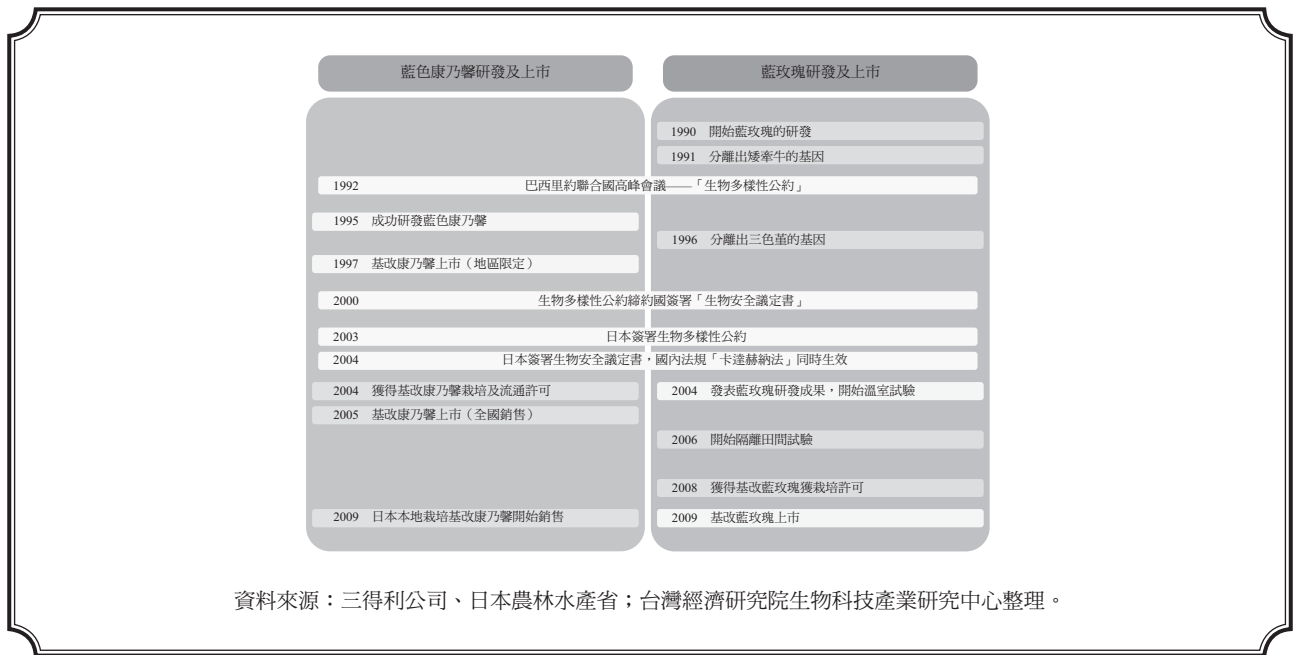 藍色康乃馨研發及上市
藍玫瑰研發及上市
1990 開始藍玫瑰的研發
1991 分離出矮牽牛的基因
1992 巴西里約聯合國高峰會議——「生物多樣性公約」
1995 成功研發藍色康乃馨
1996 分離出三色菫的基因
1997 基改康乃馨上市（地區限定）
2000 生物多樣性公約締約國簽署「生物安全議定書」
2003 日本簽署生物多樣性公約
2004 日本簽署生物安全議定書，國內法規「卡達赫納法」同時生效
2004 獲得基改康乃馨栽培及流通許可
2004 發表藍玫瑰研發成果，開始溫室試驗
2005 基改康乃馨上市（全國銷售）
2006 開始隔離田間試驗
2008 獲得基改藍玫瑰獲栽培許可
2009 日本本地栽培基改康乃馨開始銷售
2009 基改藍玫瑰上市
資料來源：三得利公司、日本農林水產省；台灣經濟研究院生物科技產業研究中心整理。